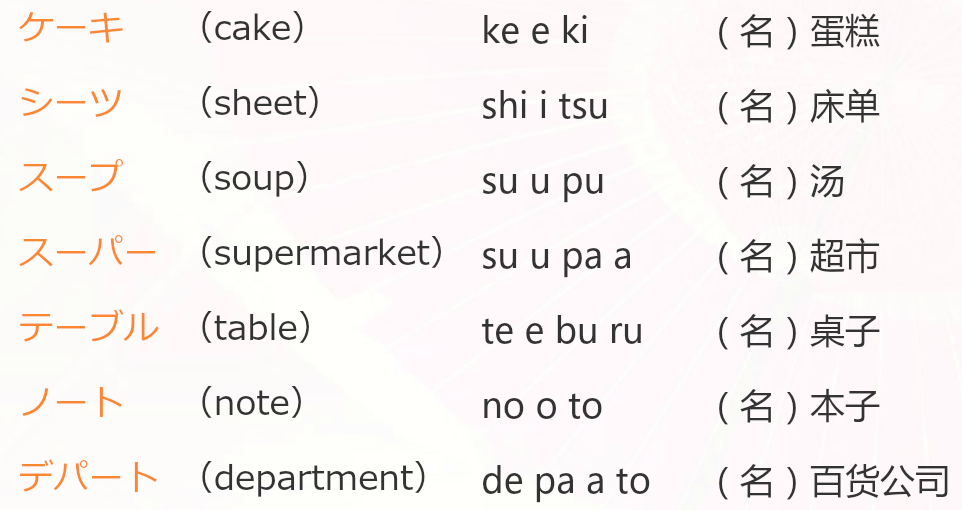 ケーキ （cake） ke e ki （名）蛋糕
シーツ （sheet） shi i tsu （名）床单
スープ （soup） su u pu （名）汤
スーパー （supermarket） su u pa a （名）超市
テーブル （table） te e bu ru （名）桌子
ノート （note） no o to （名）本子
デパート （department） de pa a to （名）百货公司